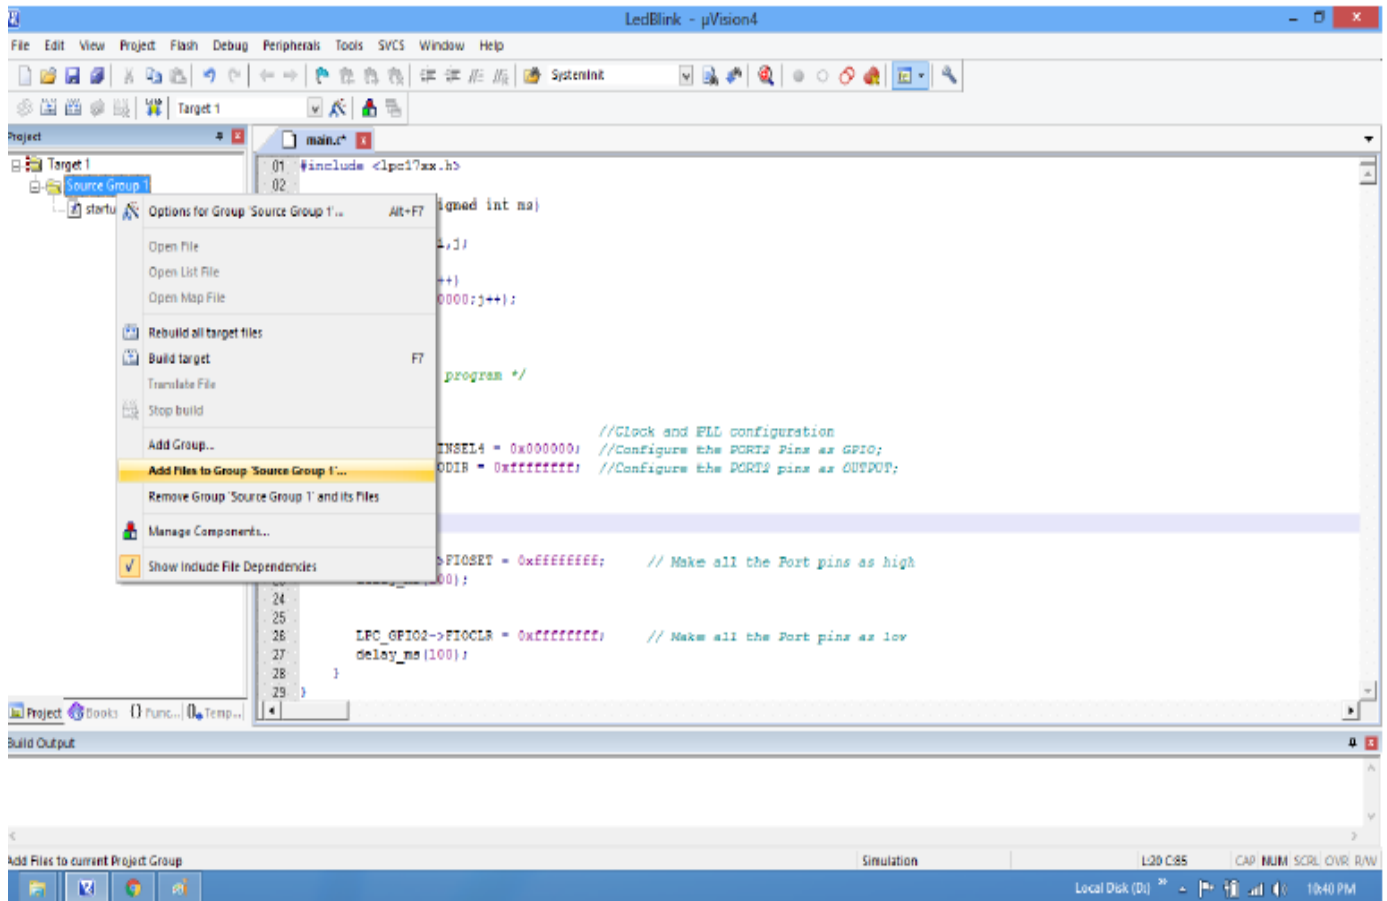 LedBlink - µVision4
File Edit View Project Flash Debug Peripherals Tools SVCS Window Help
SystemInit
Target 1
Project
main.c*
Target 1
Source Group 1
startu
01 #include <lpc17xx.h>
02
igned int ms)
i,j;
++)
0000;j++);
program */
//Clock and PLL configuration
INSEL4 = 0x000000; //Configure the PORT2 Pins as GPIO;
ODIR = 0xffffffff; //Configure the PORT2 pins as OUTPUT;
>FIOSET = 0xffffffff; // Make all the Port pins as high
00);
24
25
26 LPC_GPIO2->FIOCLR = 0xffffffff; // Make all the Port pins as low
27 delay_ms(100);
28 }
29 }
Options for Group 'Source Group 1'... Alt+F7
Open File
Open List File
Open Map File
Rebuild all target files
Build target F7
Translate File
Stop build
Add Group...
Add Files to Group 'Source Group 1'...
Remove Group 'Source Group 1' and its Files
Manage Components...
Show Include File Dependencies
Project Books {} Func... Temp...
Build Output
Add Files to current Project Group Simulation L:20 C:85 CAP NUM SCRL OVR R/W
Local Disk (D:) 10:40 PM